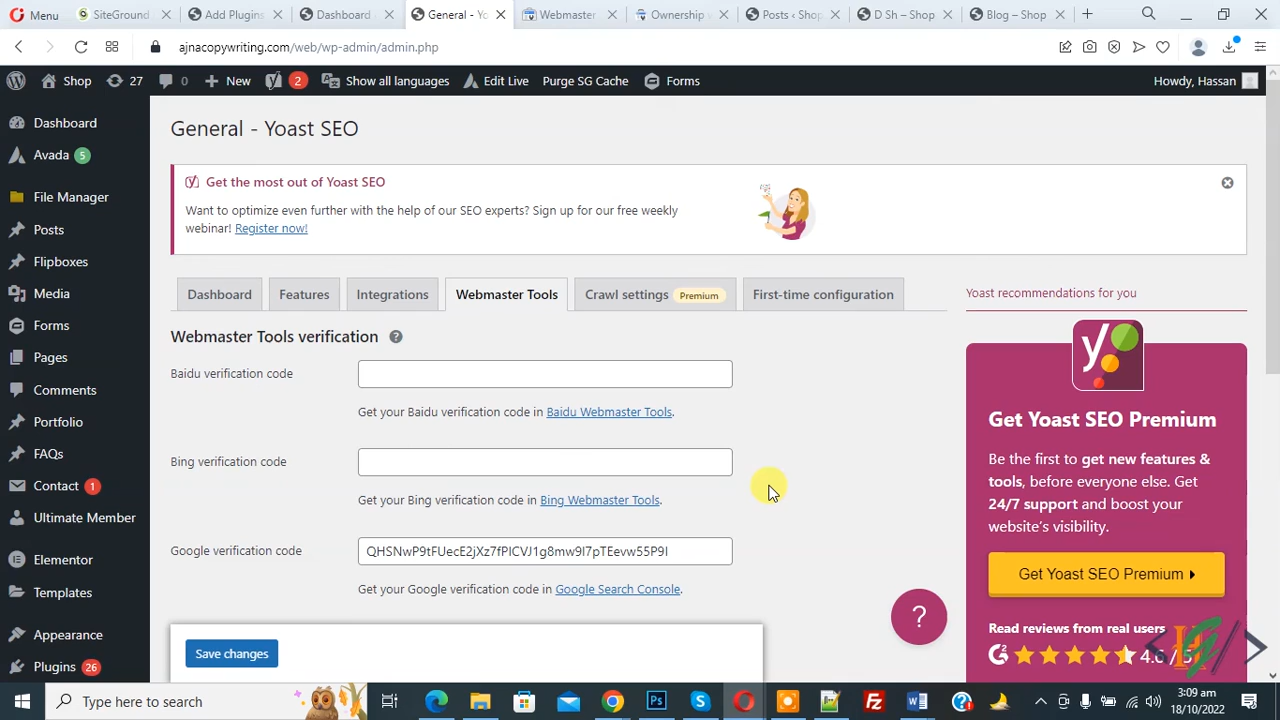 SiteGround
Add Plugins
Dashboard
General - Yo
Webmaster
Ownership v
Posts ‹ Shop
D Sh – Shop
Blog – Shop
Menu
ajnacopywriting.com/web/wp-admin/admin.php
Shop
27
0
New
2
Show all languages
Edit Live
Purge SG Cache
Forms
Howdy, Hassan
Dashboard
Avada 5
File Manager
Posts
Flipboxes
Media
Forms
Pages
Comments
Portfolio
FAQs
Contact 1
Ultimate Member
Elementor
Templates
Appearance
Plugins 26
General - Yoast SEO
Get the most out of Yoast SEO
Want to optimize even further with the help of our SEO experts? Sign up for our free weekly
webinar! Register now!
Dashboard
Features
Integrations
Webmaster Tools
Crawl settings Premium
First-time configuration
Webmaster Tools verification ?
Baidu verification code
Get your Baidu verification code in Baidu Webmaster Tools.
Bing verification code
Get your Bing verification code in Bing Webmaster Tools.
Google verification code
Get your Google verification code in Google Search Console.
Save changes
?
Yoast recommendations for you
Get Yoast SEO Premium
Be the first to get new features &
tools, before everyone else. Get
24/7 support and boost your
website's visibility.
Get Yoast SEO Premium
Read reviews from real users
Type here to search
3:09 am
18/10/2022